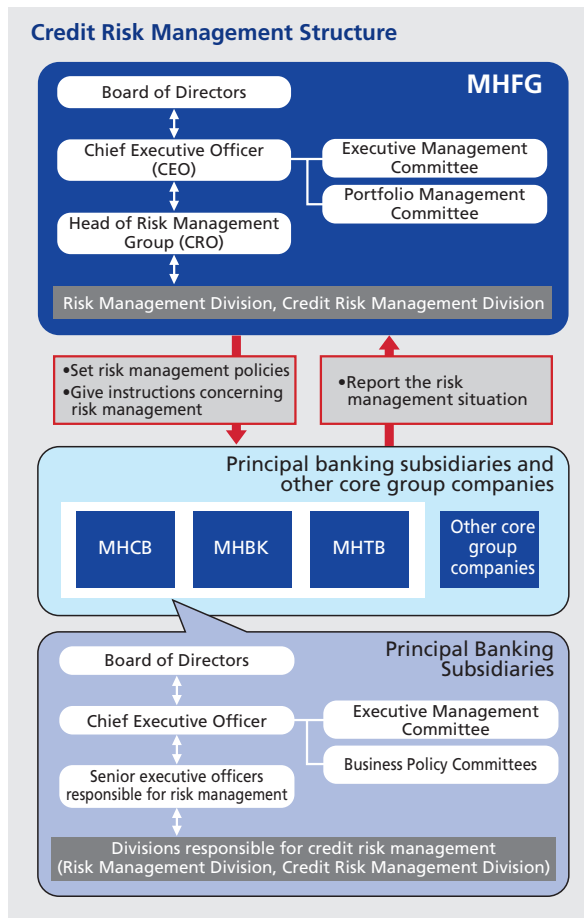 Credit Risk Management Structure
MHFG
Board of Directors
Chief Executive Officer
(CEO)
Executive Management
Committee
Portfolio Management
Committee
Head of Risk Management
Group (CRO)
Risk Management Division, Credit Risk Management Division
•Set risk management policies
•Give instructions concerning
risk management
•Report the risk
management situation
Principal banking subsidiaries and
other core group companies
MHCB
MHBK
MHTB
Other core
group
companies
Principal Banking
Subsidiaries
Board of Directors
Chief Executive Officer
Executive Management
Committee
Business Policy Committees
Senior executive officers
responsible for risk management
Divisions responsible for credit risk management
(Risk Management Division, Credit Risk Management Division)